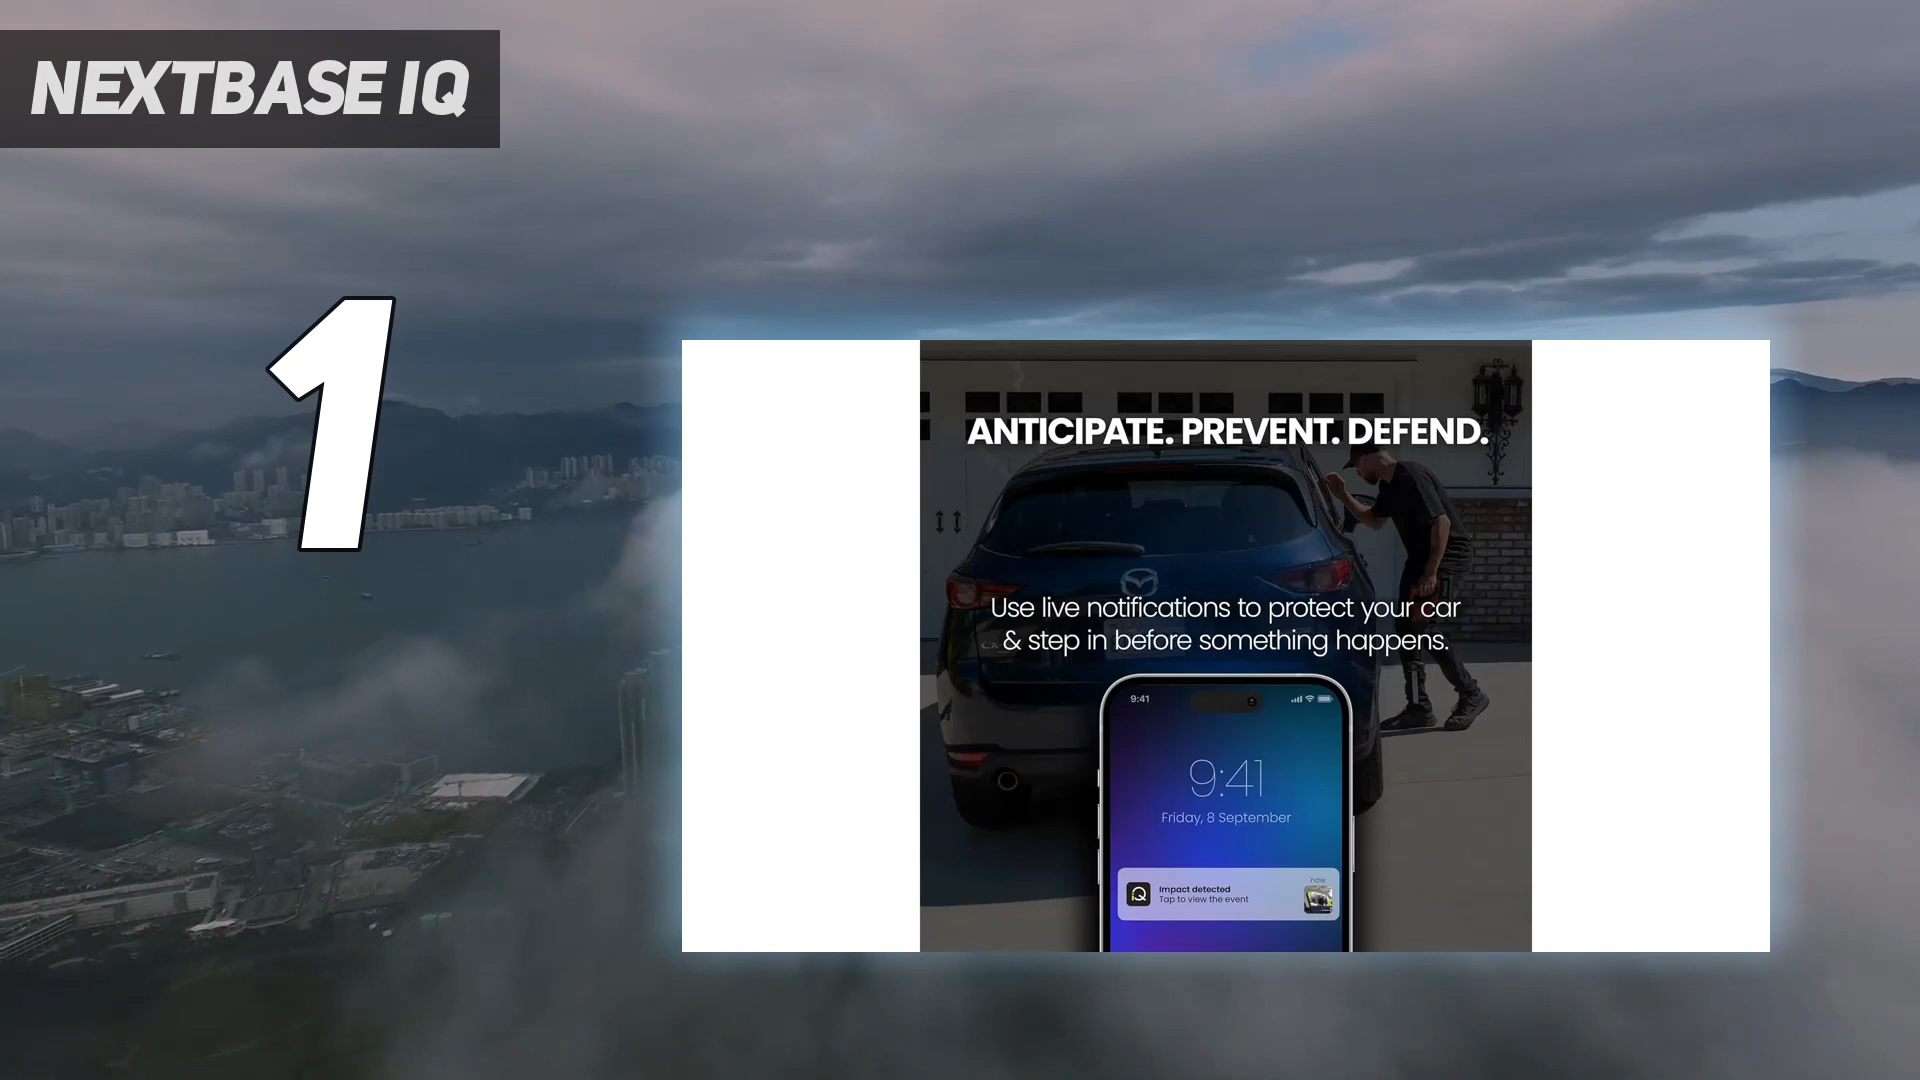 NEXTBASE IQ
1
ANTICIPATE. PREVENT. DEFEND.
Use live notifications to protect your car
& step in before something happens.
9:41
9:41
Friday, 8 September
iQ
now
Impact detected
Tap to view the event